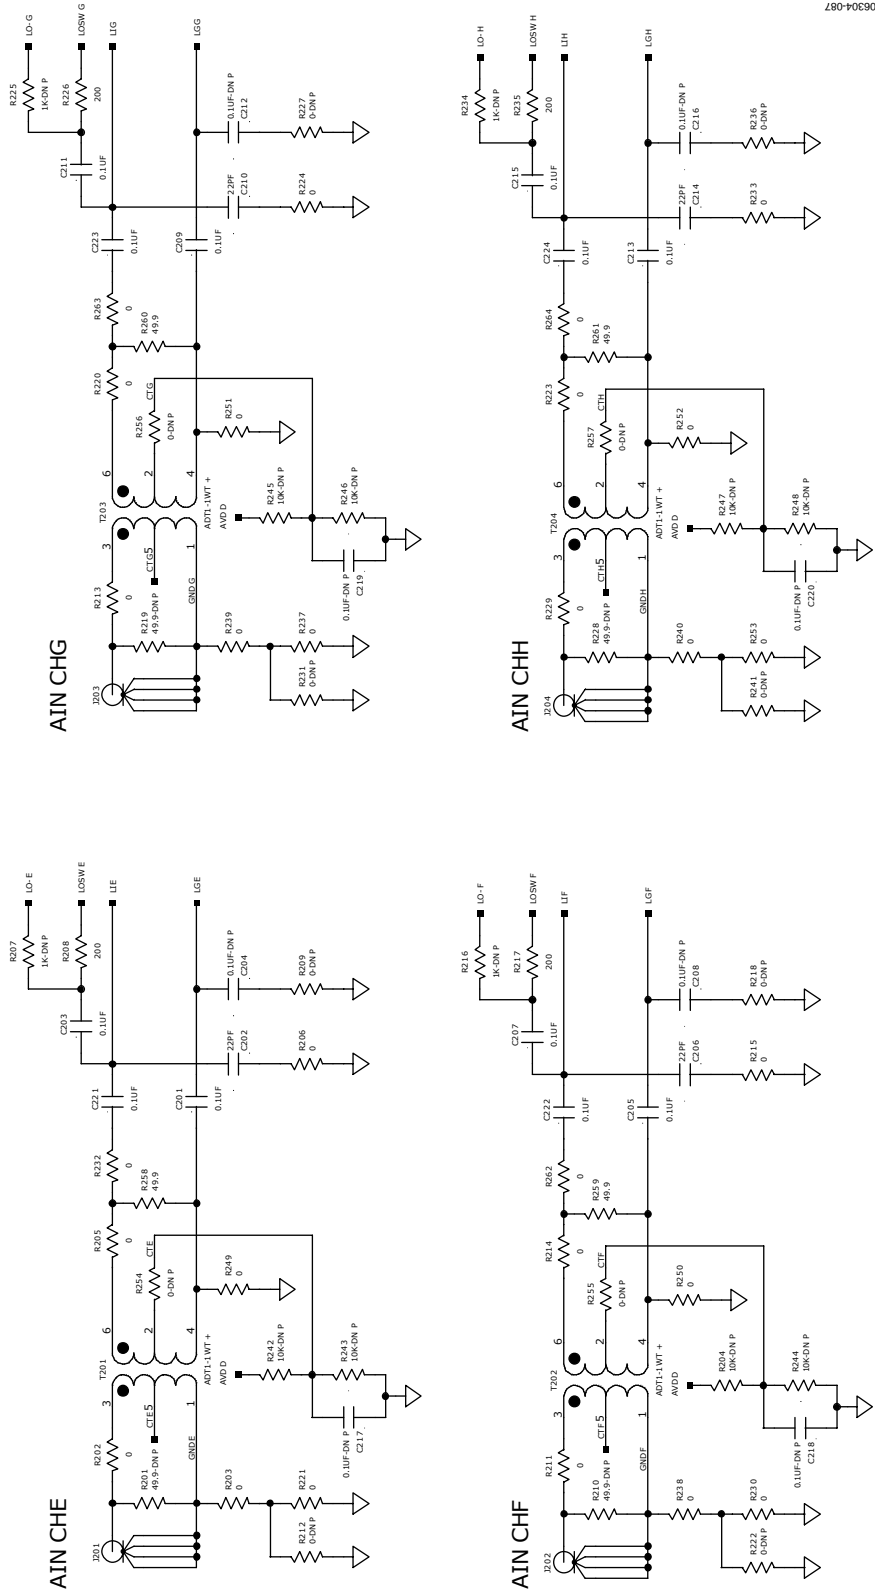 AIN CHE
J201
R202
0
R201
49.9-DNP
GNDE
R203
0
R212
0-DNP
R221
0
3
1
CTE5
T201
ADT1-1WT+
6
2
4
R205
0
R254
0-DNP
CTE
R249
0
AVDD
R242
10K-DNP
R243
10K-DNP
0.1UF-DNP
C217
R258
49.9
R232
0
C221
0.1UF
C201
0.1UF
C203
0.1UF
22PF
C202
R206
0
0.1UF-DNP
C204
R209
0-DNP
R207
1K-DNP
R208
200
LO-E
LOSWE
LIE
LGE
AIN CHF
J202
R211
0
R210
49.9-DNP
GNDF
R238
0
R222
0-DNP
R230
0
3
1
CTF5
T202
ADT1-1WT+
6
2
4
R214
0
R255
0-DNP
CTF
R250
0
AVDD
R204
10K-DNP
R244
10K-DNP
0.1UF-DNP
C218
R259
49.9
R262
0
C222
0.1UF
C205
0.1UF
C207
0.1UF
22PF
C206
R215
0
0.1UF-DNP
C208
R218
0-DNP
R216
1K-DNP
R217
200
LO-F
LOSWF
LIF
LGF
AIN CHG
J203
R213
0
R219
49.9-DNP
GNDG
R239
0
R231
0-DNP
R237
0
3
1
CTG5
T203
ADT1-1WT+
6
2
4
R220
0
R256
0-DNP
CTG
R251
0
AVDD
R245
10K-DNP
R246
10K-DNP
0.1UF-DNP
C219
R260
49.9
R263
0
C223
0.1UF
C209
0.1UF
C211
0.1UF
22PF
C210
R224
0
0.1UF-DNP
C212
R227
0-DNP
R225
1K-DNP
R226
200
LO-G
LOSWG
LIG
LGG
AIN CHH
J204
R229
0
R228
49.9-DNP
GNDH
R240
0
R241
0-DNP
R253
0
3
1
CTH5
T204
ADT1-1WT+
6
2
4
R223
0
R257
0-DNP
CTH
R252
0
AVDD
R247
10K-DNP
R248
10K-DNP
0.1UF-DNP
C220
R261
49.9
R264
0
C224
0.1UF
C213
0.1UF
C215
0.1UF
22PF
C214
R233
0
0.1UF-DNP
C216
R236
0-DNP
R234
1K-DNP
R235
200
LO-H
LOSWH
LIH
LGH
06304-087